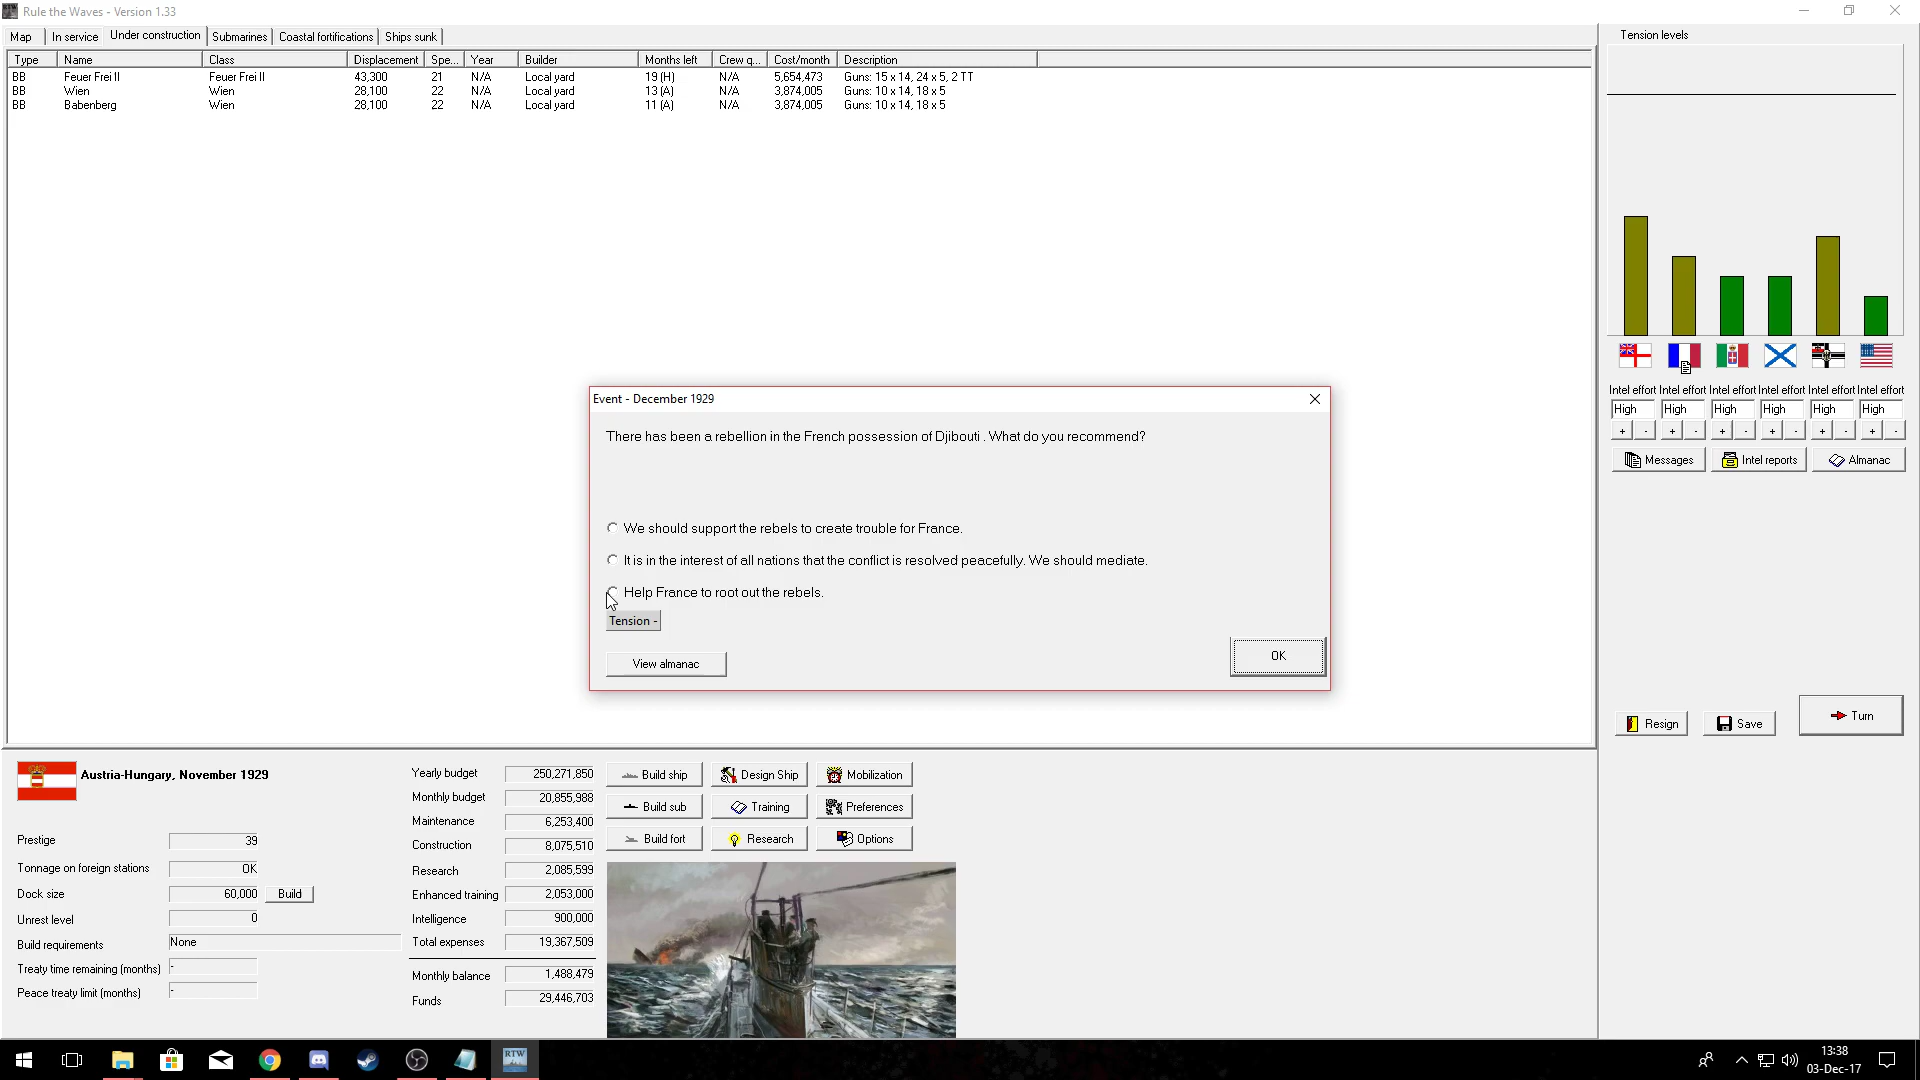 Rule the Waves - Version 1.33
Map In service Under construction Submarines Coastal fortifications Ships sunk
Type Name Class Displacement Spe... Year Builder Months left Crew q... Cost/month Description
BB Feuer Frei II Feuer Frei II 43,300 21 N/A Local yard 19 (H) N/A 5,654,473 Guns: 15 x 14, 24 x 5, 2 TT
BB Wien Wien 28,100 22 N/A Local yard 13 (A) N/A 3,874,005 Guns: 10 x 14, 18 x 5
BB Babenberg Wien 28,100 22 N/A Local yard 11 (A) N/A 3,874,005 Guns: 10 x 14, 18 x 5
Tension levels
Intel effort Intel effort Intel effort Intel effort Intel effort Intel effort
High High High High High High
+ - + - + - + - + - + -
Messages Intel reports Almanac
Resign Save Turn
Event - December 1929
There has been a rebellion in the French possession of Djibouti . What do you recommend?
We should support the rebels to create trouble for France.
It is in the interest of all nations that the conflict is resolved peacefully. We should mediate.
Help France to root out the rebels.
Tension -
View almanac
OK
Austria-Hungary, November 1929
Prestige 39
Tonnage on foreign stations OK
Dock size 60,000 Build
Unrest level 0
Build requirements None
Treaty time remaining (months) -
Peace treaty limit (months) -
Yearly budget 250,271,850
Monthly budget 20,855,988
Maintenance 6,253,400
Construction 8,075,510
Research 2,085,599
Enhanced training 2,053,000
Intelligence 900,000
Total expenses 19,367,509
Monthly balance 1,488,479
Funds 29,446,703
Build ship Design Ship Mobilization
Build sub Training Preferences
Build fort Research Options
RTW
13:38
03-Dec-17